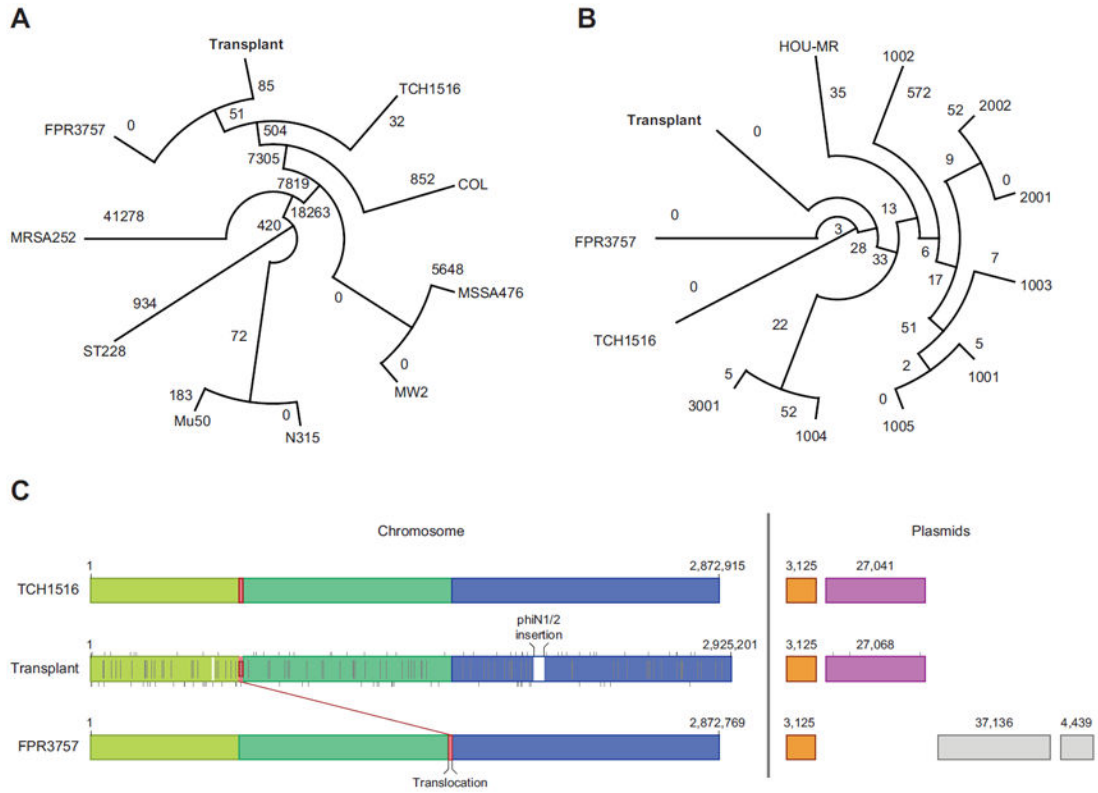 A
Transplant
85
TCH1516
32
51
FPR3757
0
504
7305
852
COL
7819
18263
41278
420
MRSA252
5648
MSSA476
0
934
72
ST228
0
MW2
183
Mu50
0
N315
B
HOU-MR
1002
35
572
52
2002
Transplant
0
9
0
2001
0
13
FPR3757
3
28
33
6
7
17
1003
0
TCH1516
22
51
5
2
1001
5
3001
52
0
1004
1005
C
Chromosome
Plasmids
1
2,872,915
3,125
27,041
TCH1516
phiN1/2
insertion
1
2,925,201
3,125
27,068
Transplant
1
2,872,769
3,125
37,136
4,439
FPR3757
Translocation